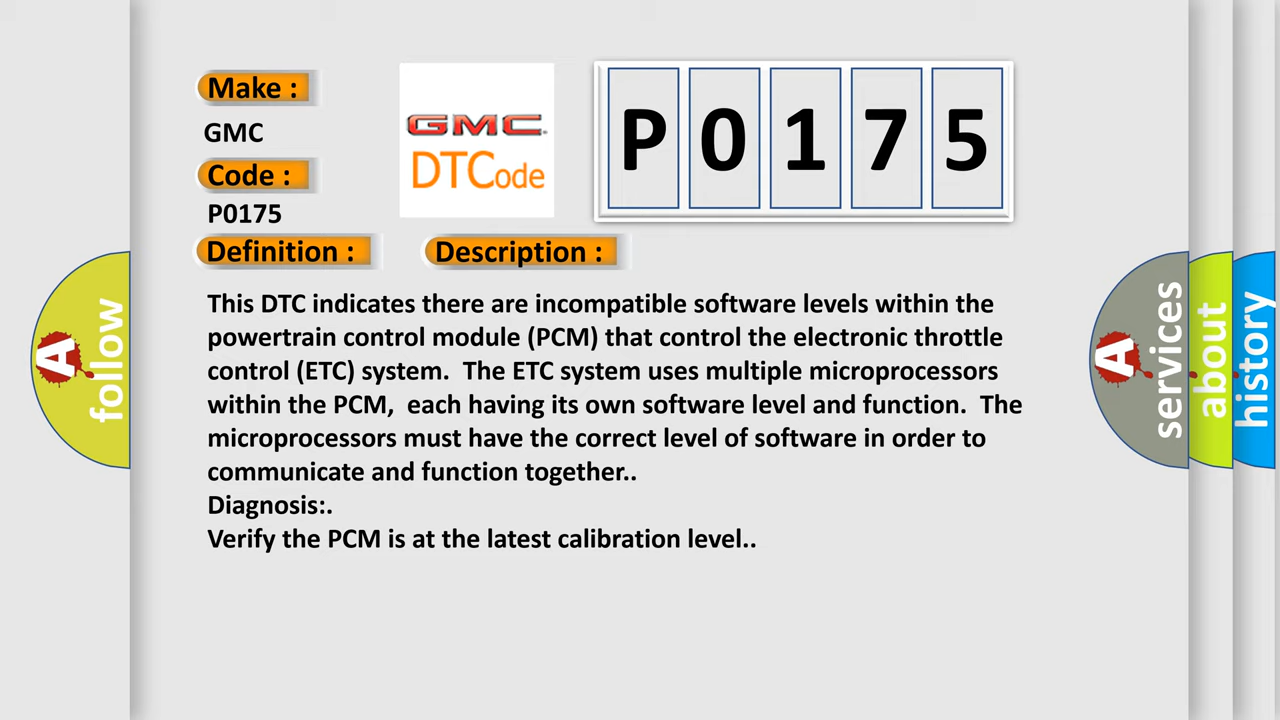 Make :
GMC
Code :
P0175
Definition :
Description :
GMC
DTCode
P0175
This DTC indicates there are incompatible software levels within the
powertrain control module (PCM) that control the electronic throttle
control (ETC) system  The ETC system uses multiple microprocessors
within the PCM,  each having its own software level and function  The
microprocessors must have the correct level of software in order to
communicate and function together..
Diagnosis:.
Verify the PCM is at the latest calibration level..
A
follow
A
services
about
history